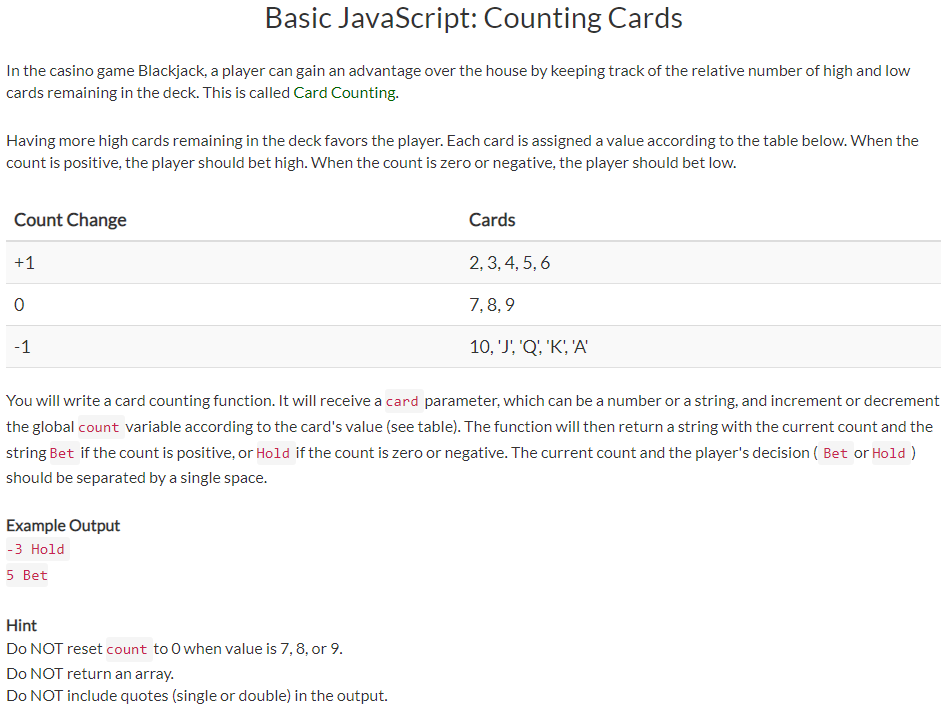 Basic JavaScript: Counting Cards
In the casino game Blackjack, a player can gain an advantage over the house by keeping track of the relative number of high and low
cards remaining in the deck. This is called Card Counting.
Having more high cards remaining in the deck favors the player. Each card is assigned a value according to the table below. When the
count is positive, the player should bet high. When the count is zero or negative, the player should bet low.
Count Change Cards
+1 2, 3, 4, 5, 6
0 7, 8, 9
-1 10, 'J', 'Q', 'K', 'A'
You will write a card counting function. It will receive a card parameter, which can be a number or a string, and increment or decrement
the global count variable according to the card's value (see table). The function will then return a string with the current count and the
string Bet if the count is positive, or Hold if the count is zero or negative. The current count and the player's decision ( Bet or Hold )
should be separated by a single space.
Example Output
-3 Hold
5 Bet
Hint
Do NOT reset count to 0 when value is 7, 8, or 9.
Do NOT return an array.
Do NOT include quotes (single or double) in the output.